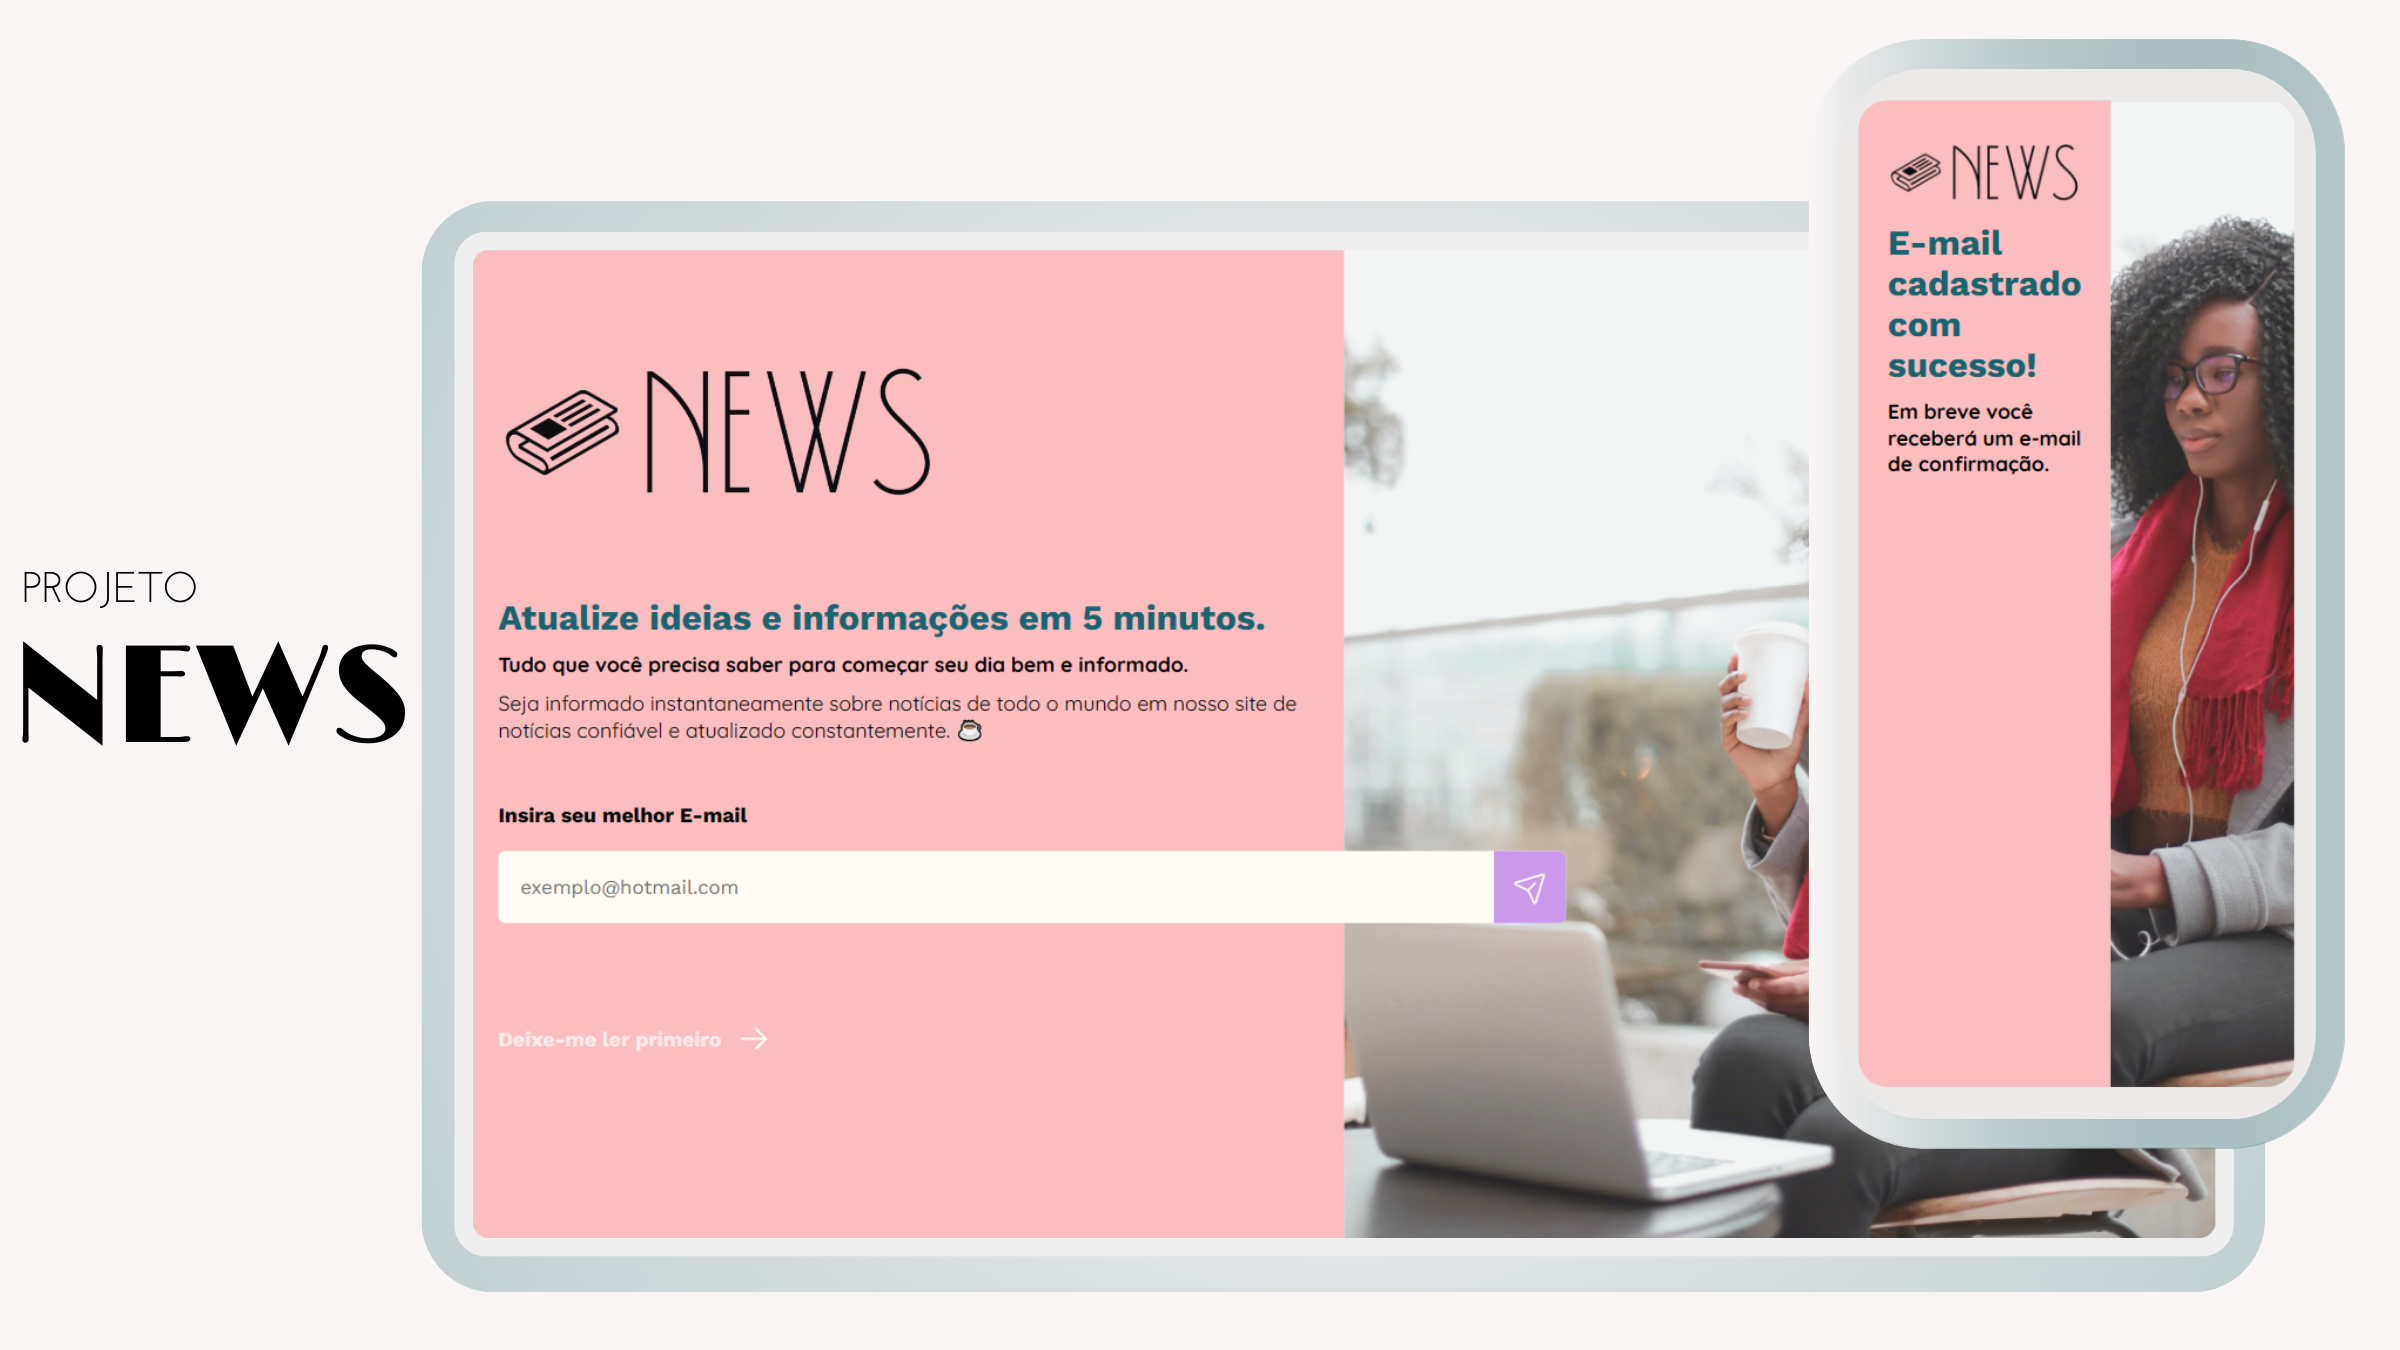 PROJETO
NEWS
NEWS
Atualize ideias e informações em 5 minutos.
Tudo que você precisa saber para começar seu dia bem e informado.
Seja informado instantaneamente sobre notícias de todo o mundo em nosso site de
notícias confiável e atualizado constantemente. ☕
Insira seu melhor E-mail
exemplo@hotmail.com
Deixe-me ler primeiro →
NEWS
E-mail
cadastrado
com
sucesso!
Em breve você
receberá um e-mail
de confirmação.